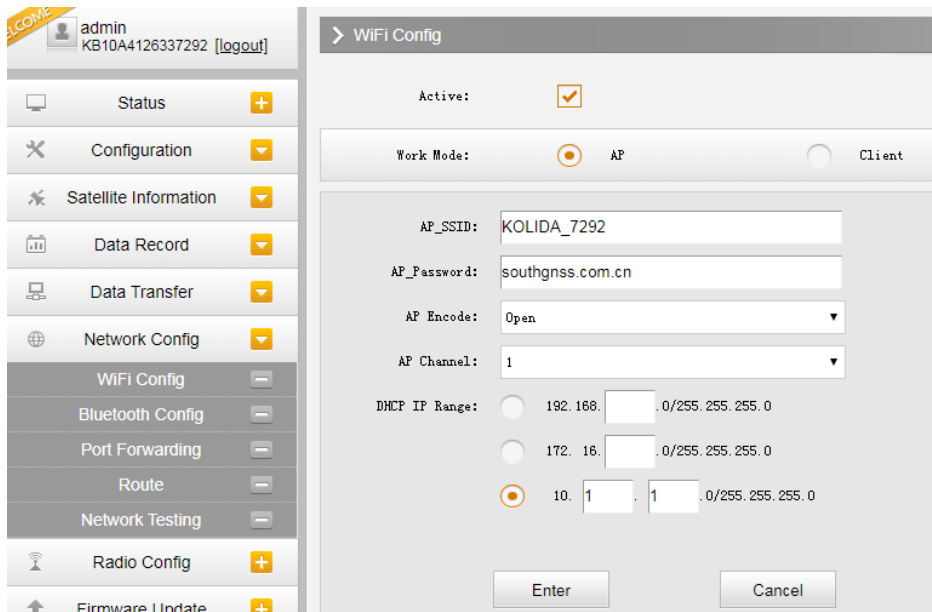 WELCOME
admin
KB10A4126337292 [logout]
Status
Configuration
Satellite Information
Data Record
Data Transfer
Network Config
WiFi Config
Bluetooth Config
Port Forwarding
Route
Network Testing
Radio Config
Firmware Update
WiFi Config
Active:
Work Mode: AP Client
AP_SSID: KOLIDA_7292
AP_Password: southgnss.com.cn
AP Encode: Open
AP Channel: 1
DHCP IP Range: 192.168. .0/255.255.255.0
172. 16. .0/255.255.255.0
10. 1 . 1 .0/255.255.255.0
Enter Cancel